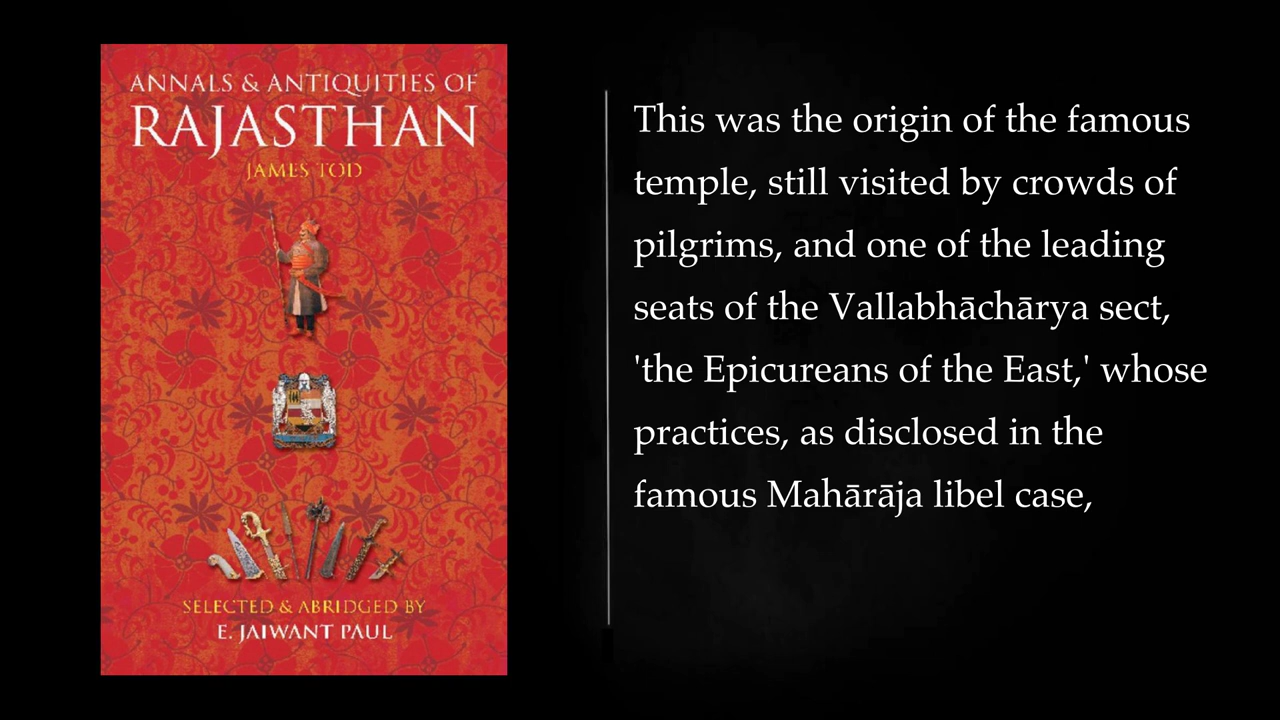 ANNALS & ANTIQUITIES OF
RAJASTHAN
JAMES TOD
SELECTED & ABRIDGED BY
E. JAIWANT PAUL
This was the origin of the famous
temple, still visited by crowds of
pilgrims, and one of the leading
seats of the Vallabhāchārya sect,
'the Epicureans of the East,' whose
practices, as disclosed in the
famous Mahārāja libel case,